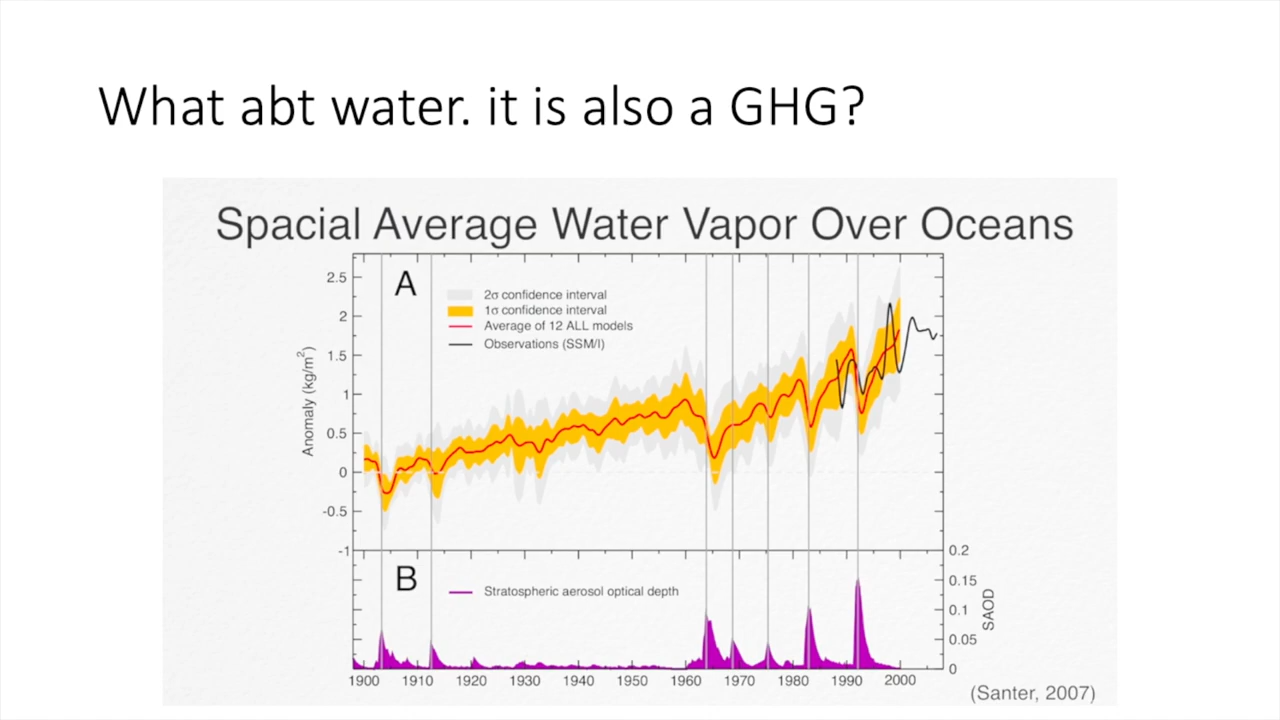 What abt water. it is also a GHG?
Spacial Average Water Vapor Over Oceans
A
2σ confidence interval
1σ confidence interval
Average of 12 ALL models
Observations (SSM/I)
Anomaly (kg/m²)
2.5
2
1.5
1
0.5
0
-0.5
-1
B
Stratospheric aerosol optical depth
0.2
0.15
0.1
0.05
0
SAOD
1900 1910 1920 1930 1940 1950 1960 1970 1980 1990 2000
(Santer, 2007)